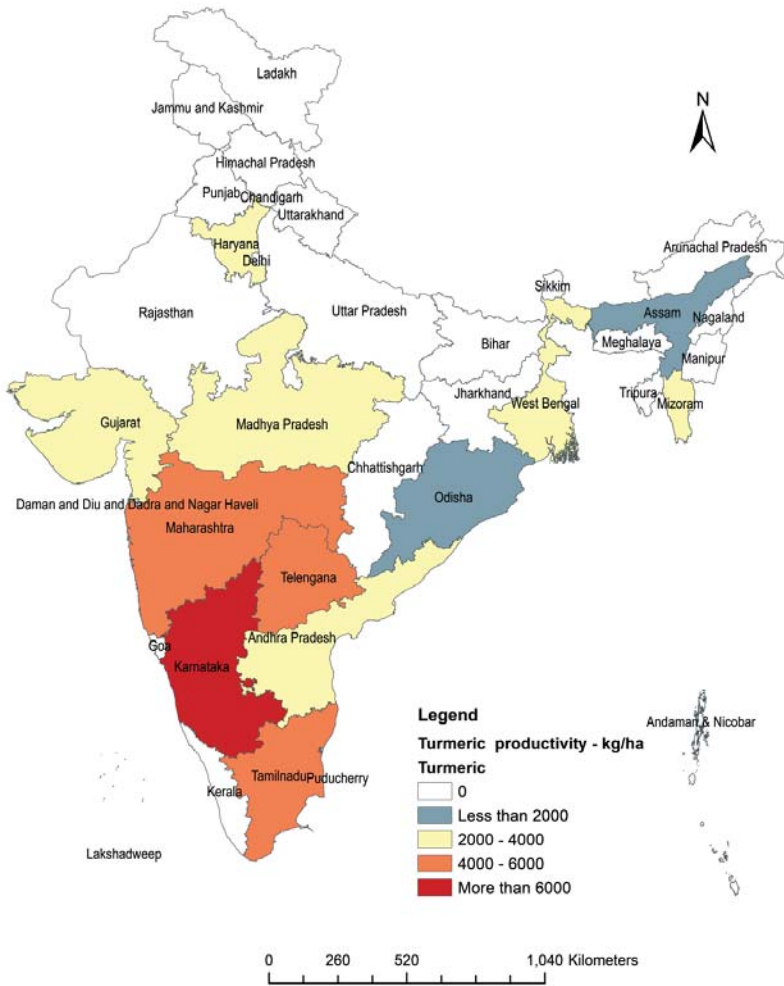 Ladakh
Jammu and Kashmir
N
Himachal Pradesh
Punjab
Chandigarh
Uttarakhand
Haryana
Delhi
Arunachal Pradesh
Sikkim
Rajasthan
Uttar Pradesh
Assam
Nagaland
Bihar
Meghalaya
Manipur
Jharkhand
Tripura
Mizoram
West Bengal
Gujarat
Madhya Pradesh
Chhattishgarh
Odisha
Daman and Diu and Dadra and Nagar Haveli
Maharashtra
Telengana
Goa
Andhra Pradesh
Karnataka
Andaman & Nicobar
Legend
Turmeric productivity - kg/ha
Turmeric
0
Less than 2000
2000 - 4000
4000 - 6000
More than 6000
Tamilnadu
Puducherry
Kerala
Lakshadweep
0 260 520 1,040 Kilometers